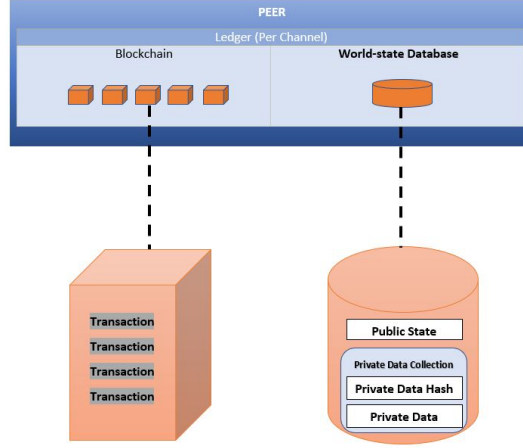 PEER
Ledger (Per Channel)
Blockchain
World-state Database
Transaction
Transaction
Transaction
Transaction
Public State
Private Data Collection
Private Data Hash
Private Data